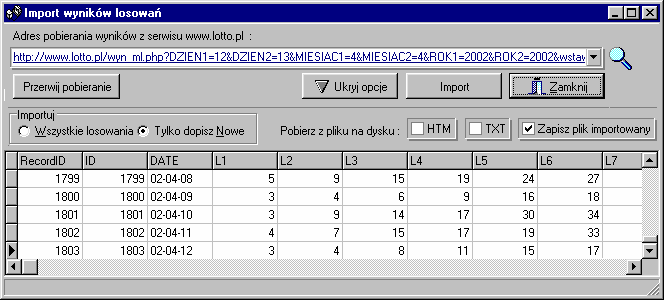 Import wyników losowań
Adres pobierania wyników z serwisu www.lotto.pl :
http://www.lotto.pl/wyn_ml.php?DZIEN1=12&DZIEN2=13&MIESIAC1=4&MIESIAC2=4&ROK1=2002&ROK2=2002&wstaw
Przerwij pobieranie Ukryj opcje Import Zamknij
Importuj
Wszystkie losowania Tylko dopisz Nowe Pobierz z pliku na dysku : HTM TXT Zapisz plik importowany
RecordID ID DATE L1 L2 L3 L4 L5 L6 L7
1799 1799 02-04-08 5 9 15 19 24 27
1800 1800 02-04-09 3 4 6 9 16 18
1801 1801 02-04-10 3 9 14 17 30 34
1802 1802 02-04-11 4 7 15 17 19 33
1803 1803 02-04-12 3 4 8 11 15 17